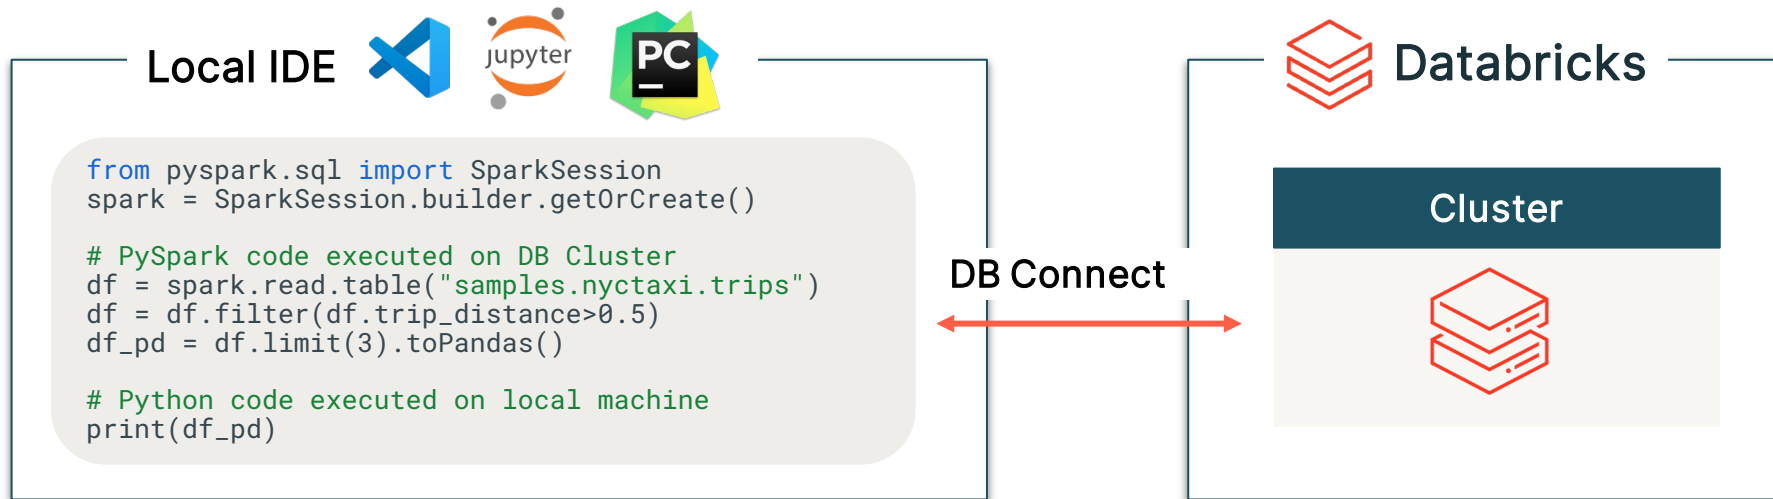 Local IDE
jupyter
PC
Databricks
from pyspark.sql import SparkSession
spark = SparkSession.builder.getOrCreate()
# PySpark code executed on DB Cluster
df = spark.read.table("samples.nyctaxi.trips")
df = df.filter(df.trip_distance>0.5)
df_pd = df.limit(3).toPandas()
# Python code executed on local machine
print(df_pd)
DB Connect
Cluster